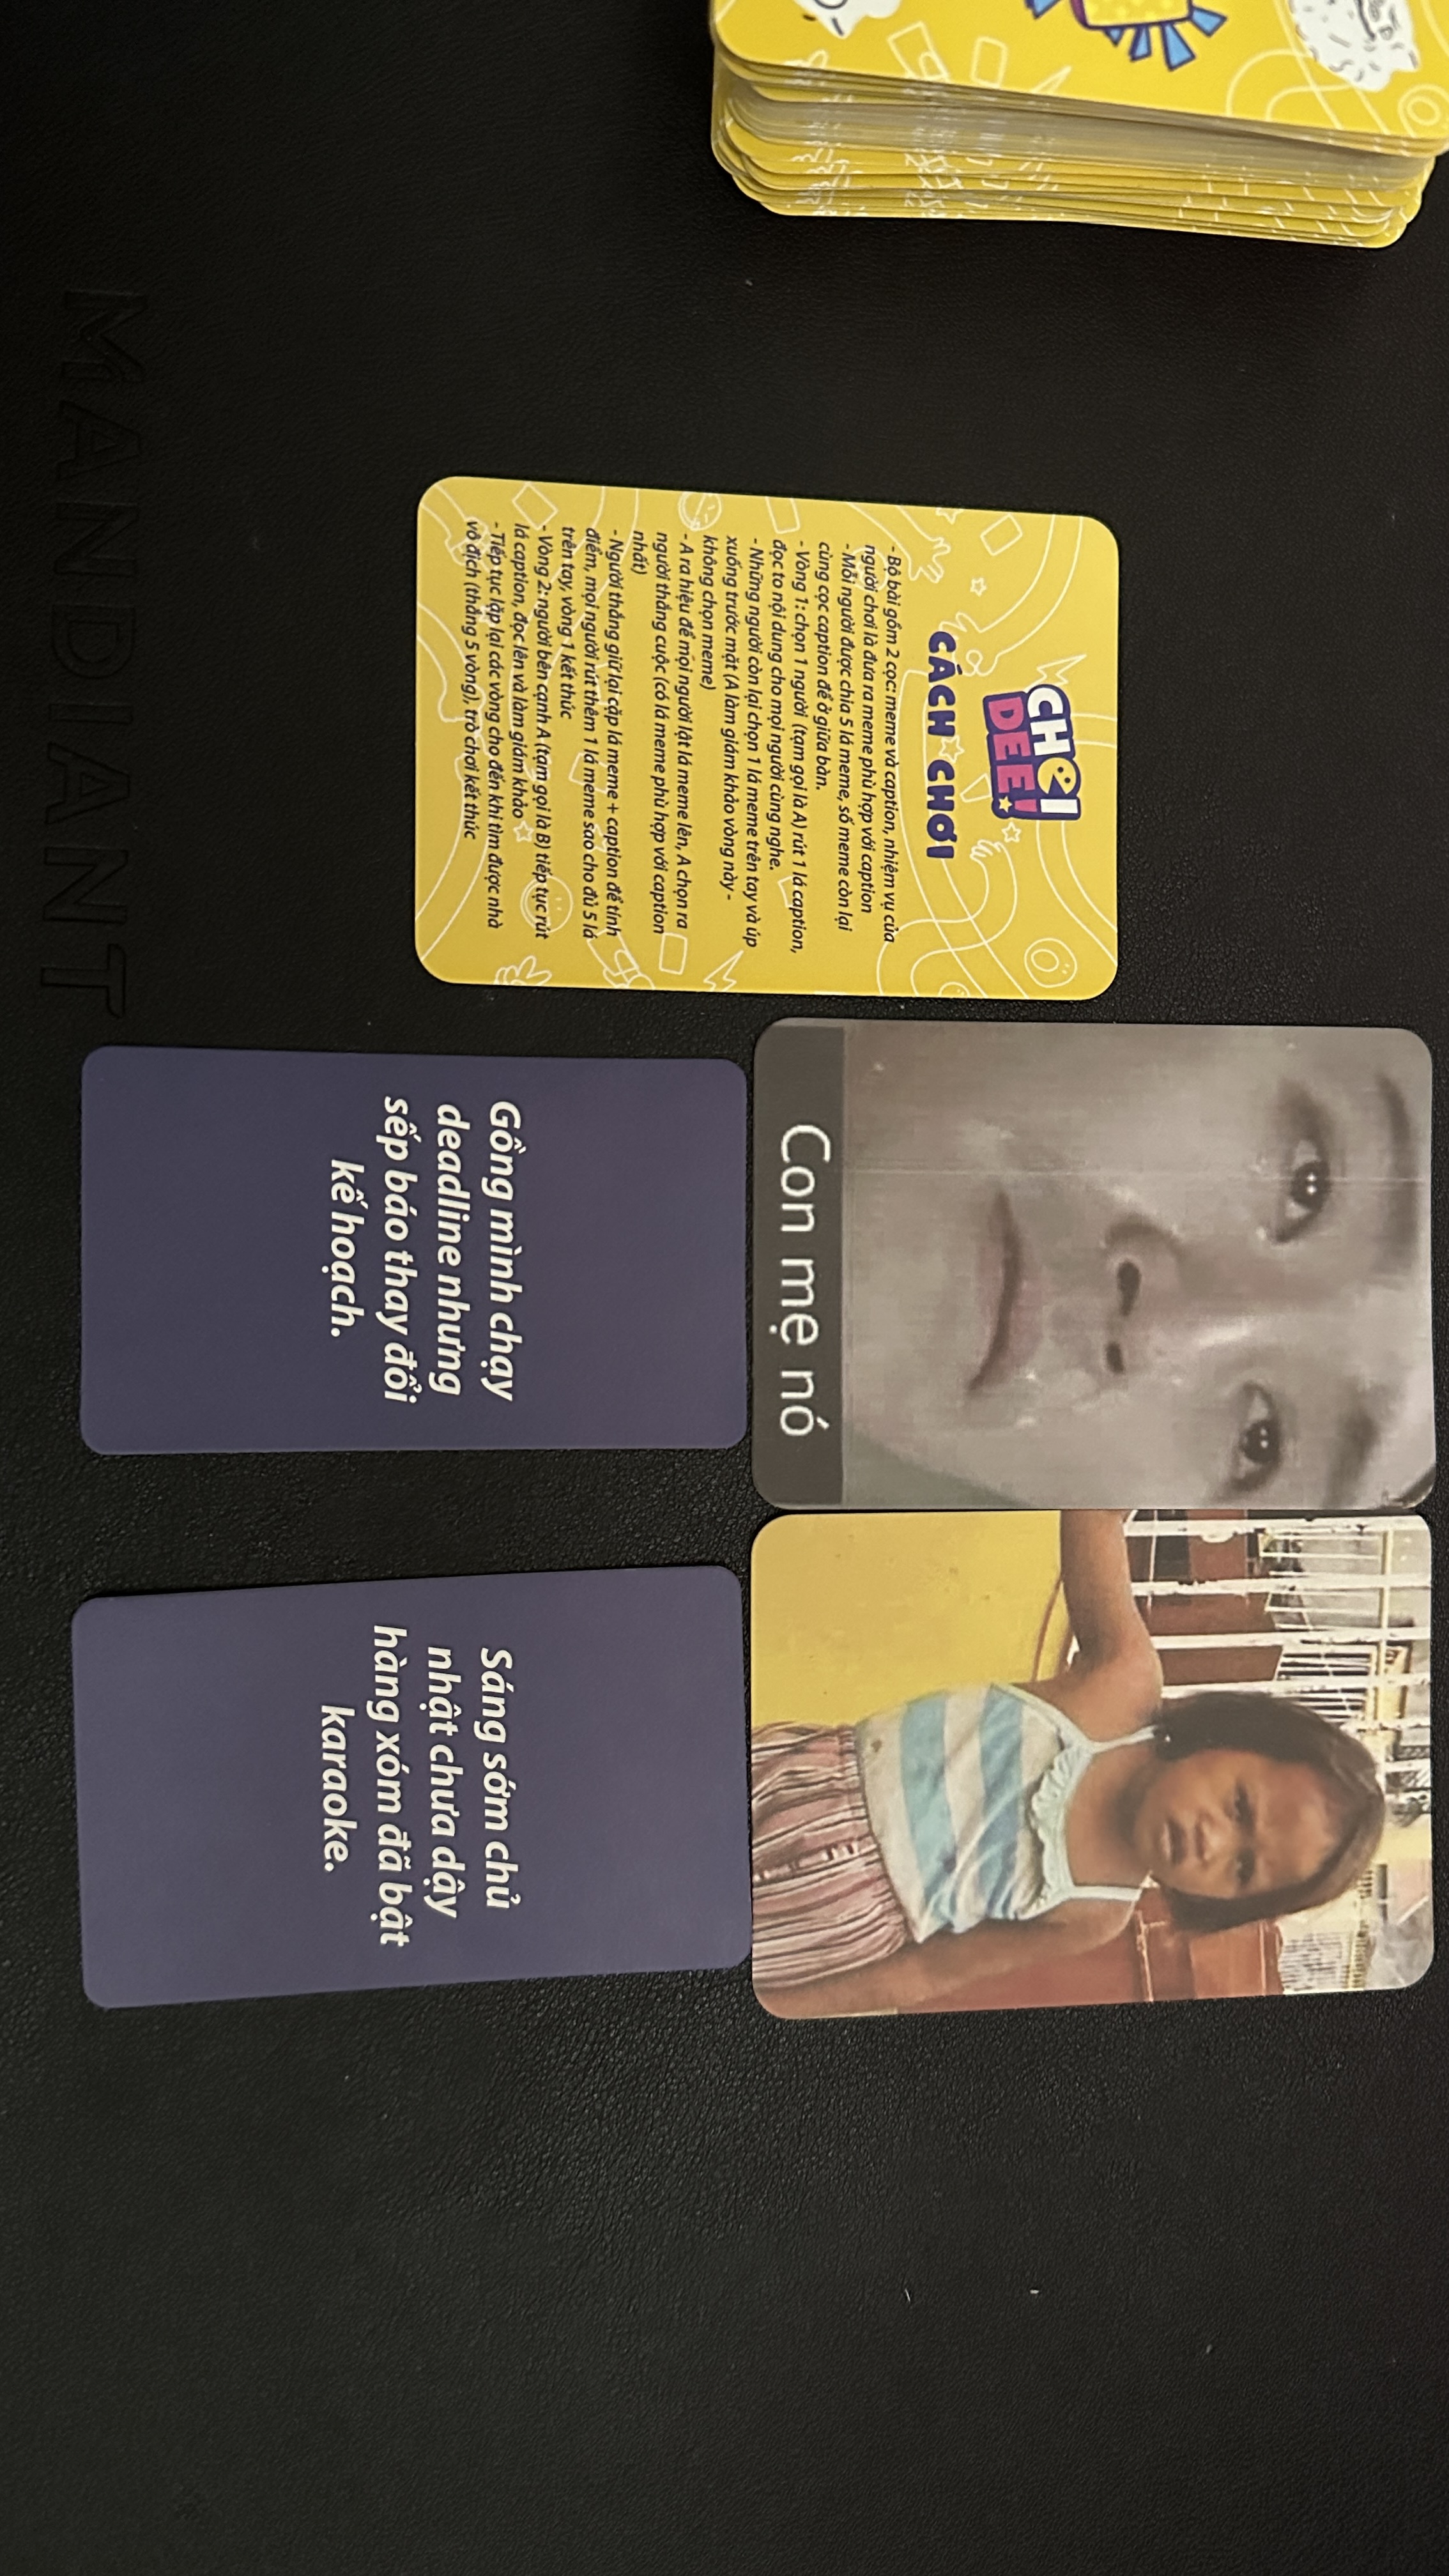 CHƠI
DEE!
CÁCH CHƠI
- Bộ bài gồm 2 cọc: meme và caption, nhiệm vụ của
người chơi là đưa ra meme phù hợp với caption
- Mỗi người được chia 5 lá meme, số meme còn lại
cùng cọc caption để ở giữa bàn.
- Vòng 1: chọn 1 người (tạm gọi là A) rút 1 lá caption,
đọc to nội dung cho mọi người cùng nghe.
- Những người còn lại chọn 1 lá meme trên tay và úp
xuống trước mặt (A làm giám khảo vòng này -
không chọn meme)
- A ra hiệu để mọi người lật lá meme lên, A chọn ra
người thắng cuộc (có lá meme phù hợp với caption
nhất)
- Người thắng giữ lại cặp lá meme + caption để tính
điểm, mọi người rút thêm 1 lá meme sao cho đủ 5 lá
trên tay, vòng 1 kết thúc
- Vòng 2: người bên cạnh A (tạm gọi là B) tiếp tục rút
lá caption, đọc lên và làm giám khảo
- Tiếp tục lặp lại các vòng cho đến khi tìm được nhà
vô địch (thắng 5 vòng), trò chơi kết thúc
Con mẹ nó
Gồng mình chạy
deadline nhưng
sếp báo thay đổi
kế hoạch.
Sáng sớm chủ
nhật chưa dậy
hàng xóm đã bật
karaoke.
MANDIANT